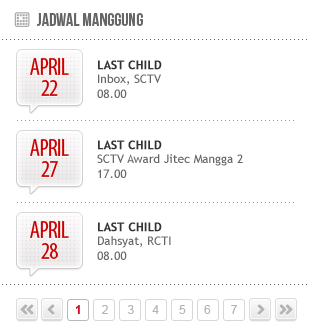 JADWAL MANGGUNG
APRIL
22
LAST CHILD
Inbox, SCTV
08.00
APRIL
27
LAST CHILD
SCTV Award Jitec Mangga 2
17.00
APRIL
28
LAST CHILD
Dahsyat, RCTI
08.00
1 2 3 4 5 6 7